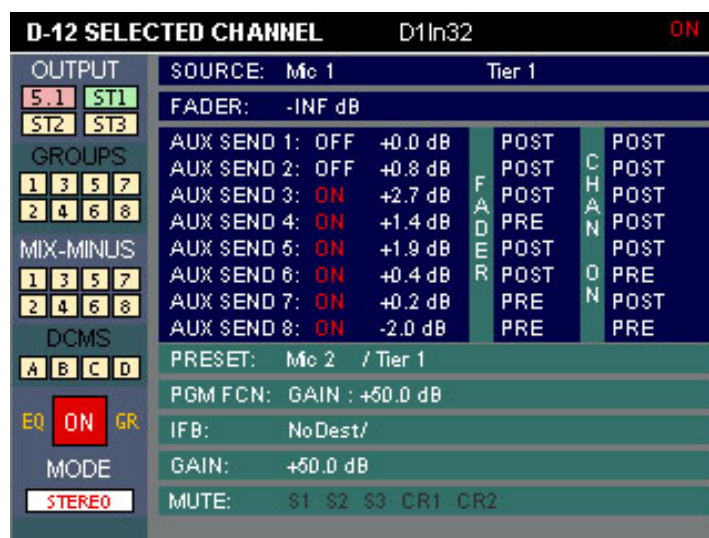 D-12 SELECTED CHANNEL D1In32 ON
OUTPUT
5.1 ST1
ST2 ST3
GROUPS
1 3 5 7
2 4 6 8
MIX-MINUS
1 3 5 7
2 4 6 8
DCMS
A B C D
EQ ON GR
MODE
STEREO
SOURCE: Mic 1 Tier 1
FADER: -INF dB
AUX SEND 1: OFF +0.0 dB POST POST
AUX SEND 2: OFF +0.8 dB POST POST
AUX SEND 3: ON +2.7 dB POST POST
AUX SEND 4: ON +1.4 dB PRE POST
AUX SEND 5: ON +1.9 dB POST POST
AUX SEND 6: ON +0.4 dB POST PRE
AUX SEND 7: ON +0.2 dB PRE POST
AUX SEND 8: ON -2.0 dB PRE PRE
FADER
CHAN ON
PRESET: Mic 2 / Tier 1
PGM FCN: GAIN : +50.0 dB
IFB: NoDest/
GAIN: +50.0 dB
MUTE: S1 S2 S3 CR1 CR2